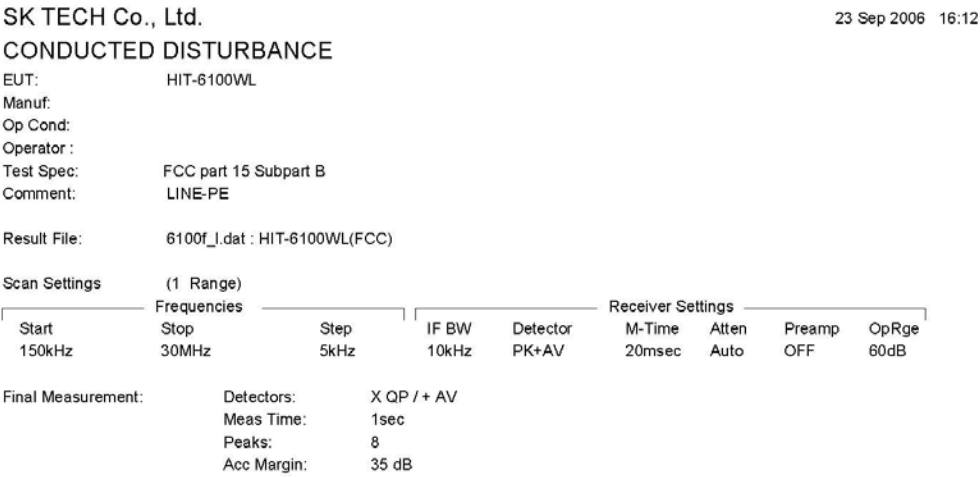 SK TECH Co., Ltd. 23 Sep 2006 16:12
CONDUCTED DISTURBANCE
EUT: HIT-6100WL
Manuf:
Op Cond:
Operator :
Test Spec: FCC part 15 Subpart B
Comment: LINE-PE
Result File: 6100f_l.dat : HIT-6100WL(FCC)
Scan Settings (1 Range)
Frequencies Receiver Settings
Start Stop Step IF BW Detector M-Time Atten Preamp OpRge
150kHz 30MHz 5kHz 10kHz PK+AV 20msec Auto OFF 60dB
Final Measurement: Detectors: X QP / + AV
Meas Time: 1sec
Peaks: 8
Acc Margin: 35 dB